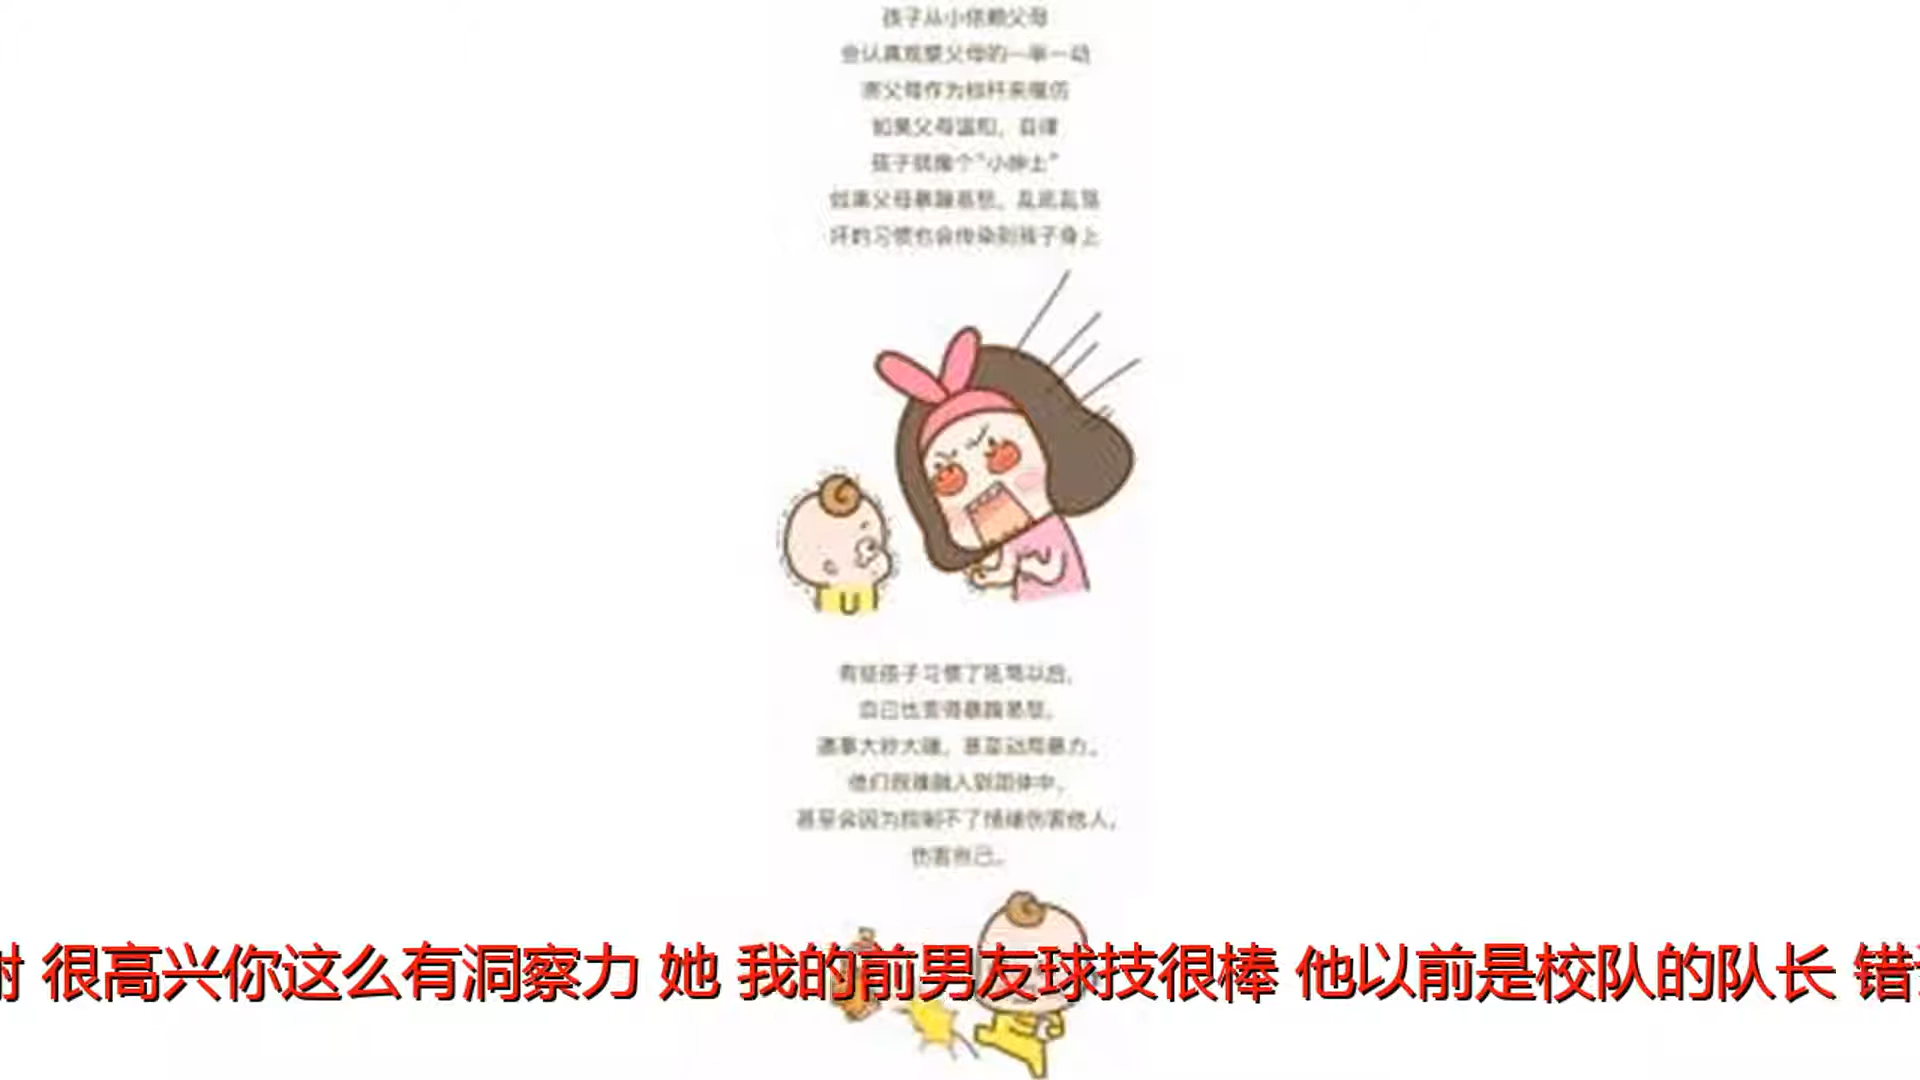 孩子从小依赖父母
会认真观察父母的一举一动
将父母作为标杆来模仿
如果父母温和，自律
孩子就像个“小绅士”
如果父母暴躁易怒，乱吼乱骂
坏的习惯也会传染到孩子身上
有些孩子习惯了吼骂以后，
自己也变得暴躁易怒，
遇事大吵大嚷，甚至动用暴力。
他们很难融入到团体中，
甚至会因为控制不了情绪伤害他人，
伤害自己。
谢 很高兴你这么有洞察力 她 我的前男友球技很棒 他以前是校队的队长 错